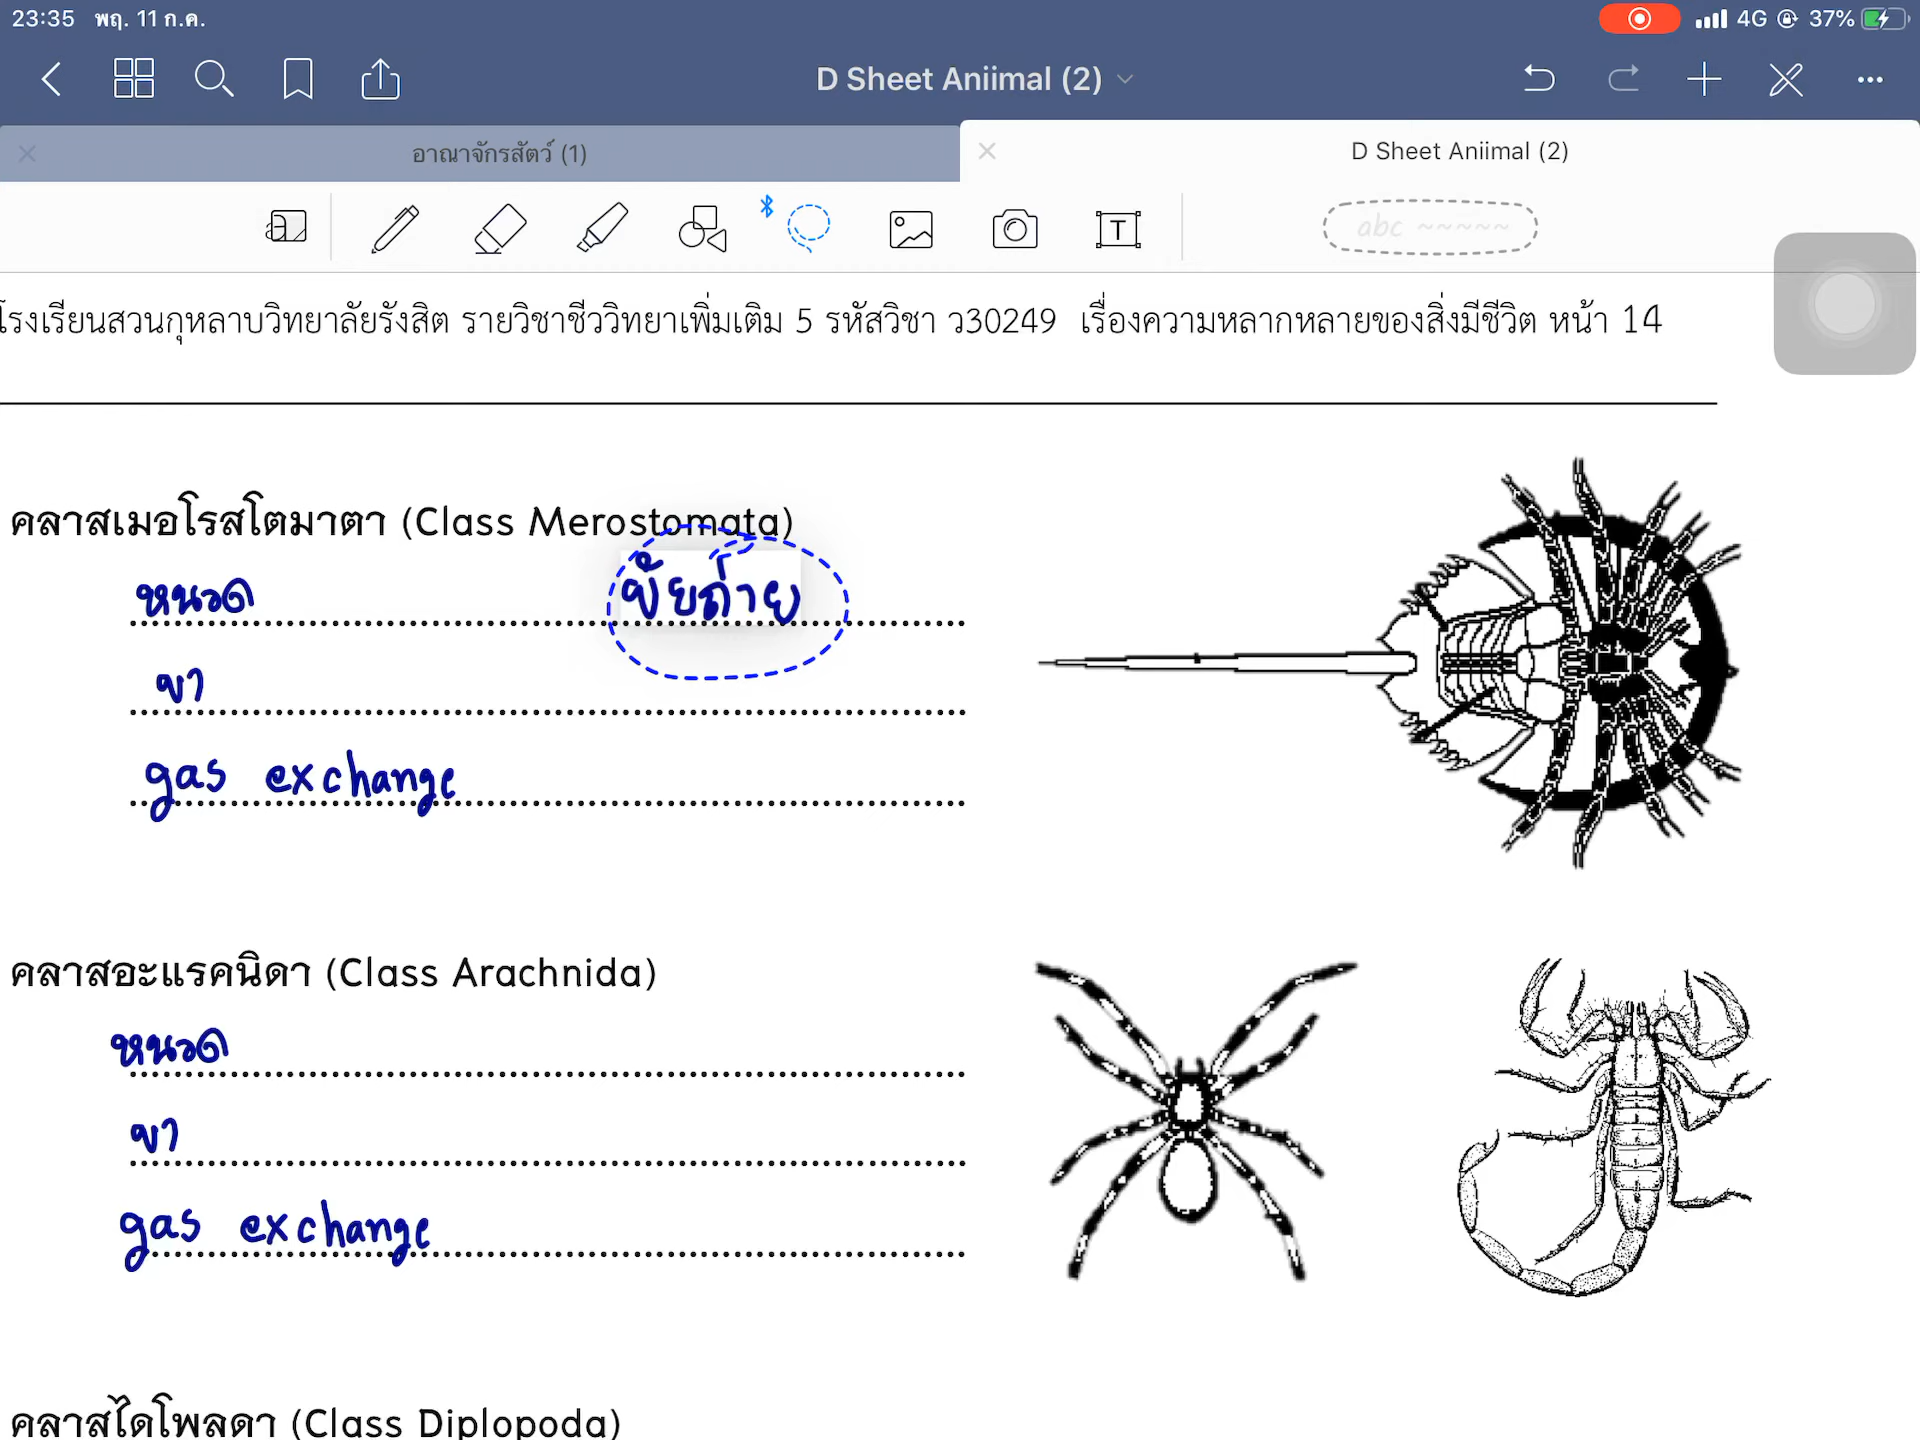 23:35 พฤ. 11 ก.ค. 4G 37%
D Sheet Aniimal (2)
อาณาจักรสัตว์ (1)
D Sheet Aniimal (2)
T abc
โรงเรียนสวนกุหลาบวิทยาลัยรังสิต รายวิชาชีววิทยาเพิ่มเติม 5 รหัสวิชา ว30249 เรื่องความหลากหลายของสิ่งมีชีวิต หน้า 14
คลาสเมอโรสโตมาตา (Class Merostomata)
หนวด ขับถ่าย
ขา
gas exchange
คลาสอะแรคนิดา (Class Arachnida)
หนวด
ขา
gas exchange
คลาสไดโพลดา (Class Diplopoda)